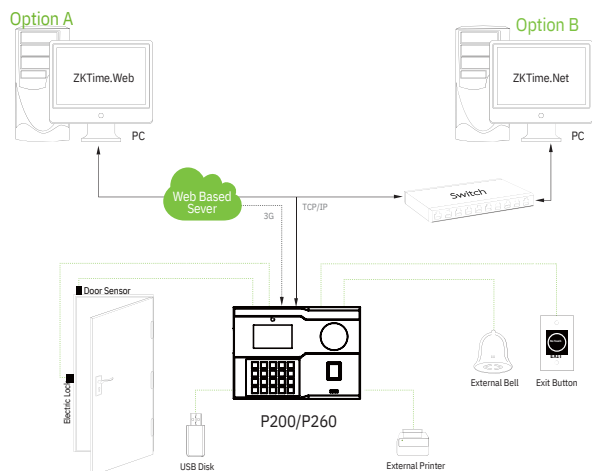 Option A
Option B
ZKTime.Web
ZKTime.Net
PC
PC
Web Based
Sever
Switch
3G
TCP/IP
Door Sensor
Electric Lock
P200/P260
External Bell
Exit Button
EXIT
USB Disk
External Printer